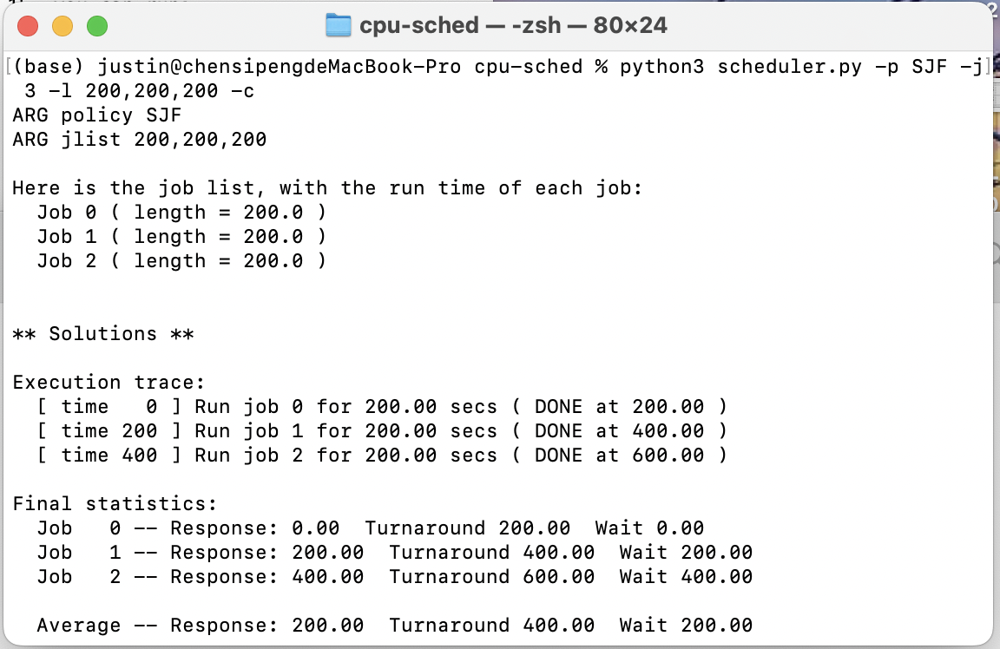 cpu-sched — -zsh — 80×24
(base) justin@chensipengdeMacBook-Pro cpu-sched % python3 scheduler.py -p SJF -j
 3 -l 200,200,200 -c
ARG policy SJF
ARG jlist 200,200,200

Here is the job list, with the run time of each job:
  Job 0 ( length = 200.0 )
  Job 1 ( length = 200.0 )
  Job 2 ( length = 200.0 )


** Solutions **

Execution trace:
  [ time   0 ] Run job 0 for 200.00 secs ( DONE at 200.00 )
  [ time 200 ] Run job 1 for 200.00 secs ( DONE at 400.00 )
  [ time 400 ] Run job 2 for 200.00 secs ( DONE at 600.00 )

Final statistics:
  Job   0 -- Response: 0.00  Turnaround 200.00  Wait 0.00
  Job   1 -- Response: 200.00  Turnaround 400.00  Wait 200.00
  Job   2 -- Response: 400.00  Turnaround 600.00  Wait 400.00

  Average -- Response: 200.00  Turnaround 400.00  Wait 200.00